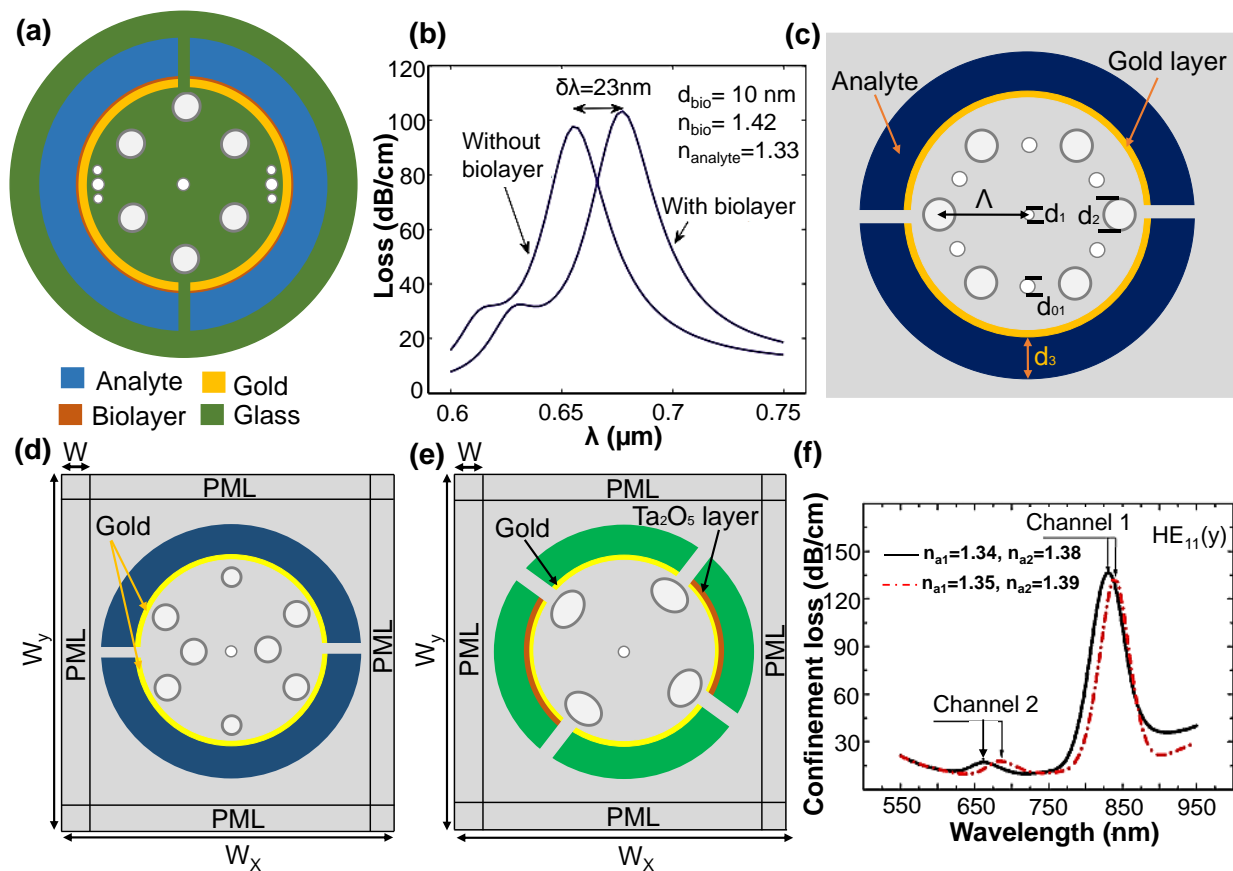 (a)
Analyte
Gold
Biolayer
Glass
(b)
120
100
80
60
40
20
0
Loss (dB/cm)
δλ=23nm
d_bio= 10 nm
n_bio= 1.42
n_analyte=1.33
Without
biolayer
With biolayer
0.6
0.65
0.7
0.75
λ (µm)
(c)
Gold layer
Analyte
Λ
d₁
d₂
d₀₁
d₃
(d)
W
PML
Gold
W_y
PML
PML
PML
W_X
(e)
W
PML
Gold
Ta₂O₅ layer
W_y
PML
PML
PML
W_X
(f)
Channel 1
HE₁₁(y)
n_a1=1.34, n_a2=1.38
n_a1=1.35, n_a2=1.39
Channel 2
Confinement loss (dB/cm)
150
120
90
60
30
550
650
750
850
950
Wavelength (nm)